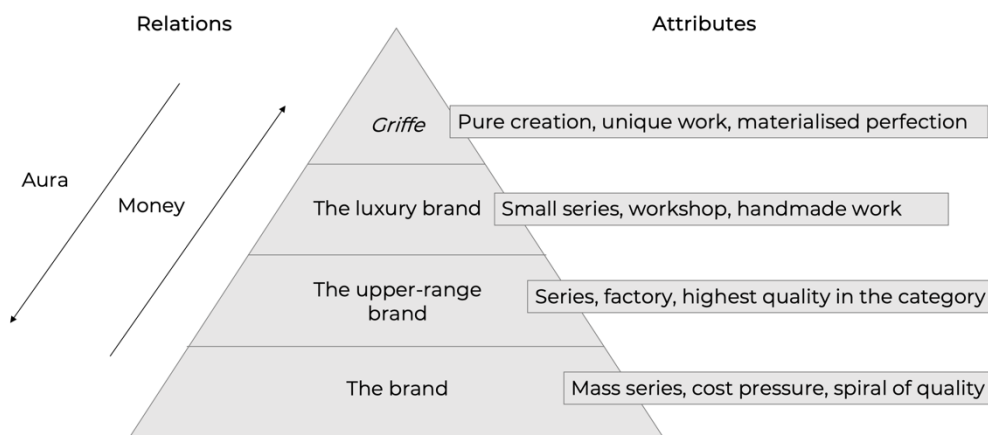 Relations
Attributes
Griffe
Pure creation, unique work, materialised perfection
Aura
Money
The luxury brand
Small series, workshop, handmade work
The upper-range
brand
Series, factory, highest quality in the category
The brand
Mass series, cost pressure, spiral of quality